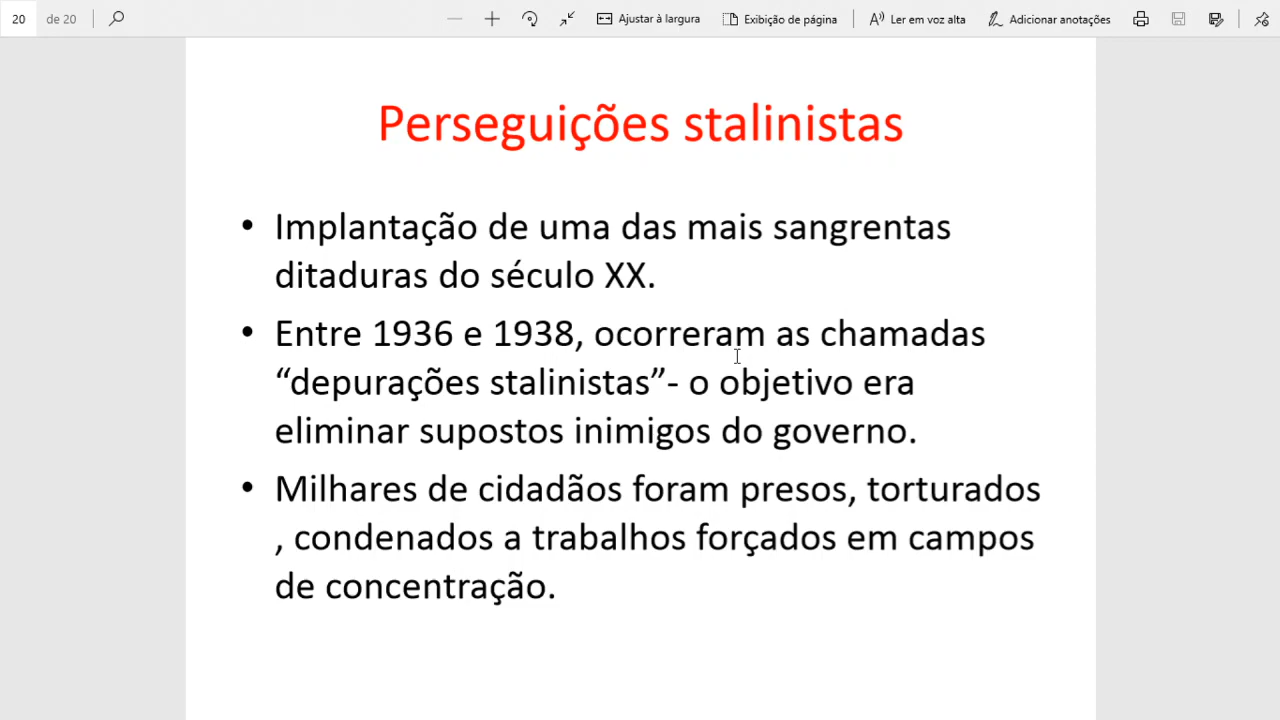 20 de 20 Ajustar à largura Exibição de página Ler em voz alta Adicionar anotações
Perseguições stalinistas
• Implantação de uma das mais sangrentas
ditaduras do século XX.
• Entre 1936 e 1938, ocorreram as chamadas
“depurações stalinistas”- o objetivo era
eliminar supostos inimigos do governo.
• Milhares de cidadãos foram presos, torturados
, condenados a trabalhos forçados em campos
de concentração.